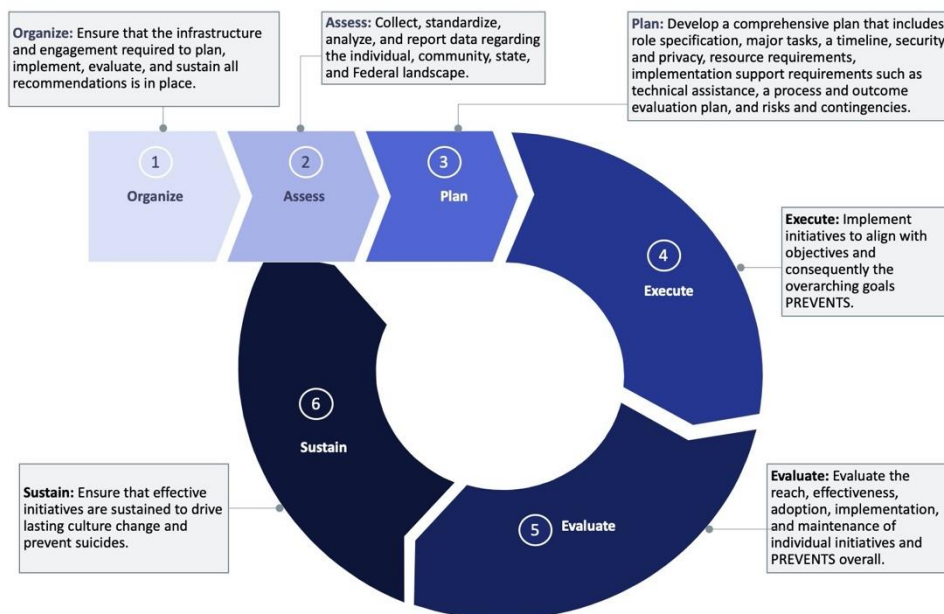 Organize: Ensure that the infrastructure
and engagement required to plan,
implement, evaluate, and sustain all
recommendations is in place.
Assess: Collect, standardize,
analyze, and report data regarding
the individual, community, state,
and Federal landscape.
Plan: Develop a comprehensive plan that includes
role specification, major tasks, a timeline, security
and privacy, resource requirements,
implementation support requirements such as
technical assistance, a process and outcome
evaluation plan, and risks and contingencies.
1
Organize
2
Assess
3
Plan
4
Execute
Execute: Implement
initiatives to align with
objectives and
consequently the
overarching goals
PREVENTS.
5 Evaluate
Evaluate: Evaluate the
reach, effectiveness,
adoption, implementation,
and maintenance of
individual initiatives and
PREVENTS overall.
6
Sustain
Sustain: Ensure that effective
initiatives are sustained to drive
lasting culture change and
prevent suicides.